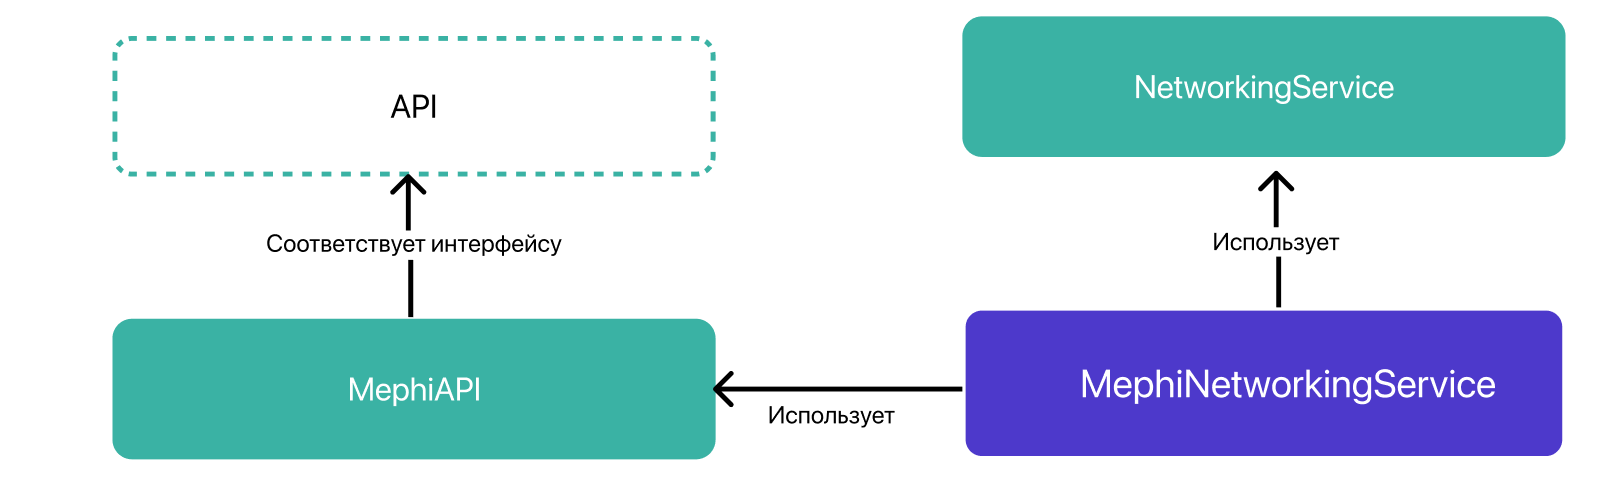 API
NetworkingService
Соответствует интерфейсу
Использует
MephiAPI
Использует
MephiNetworkingService